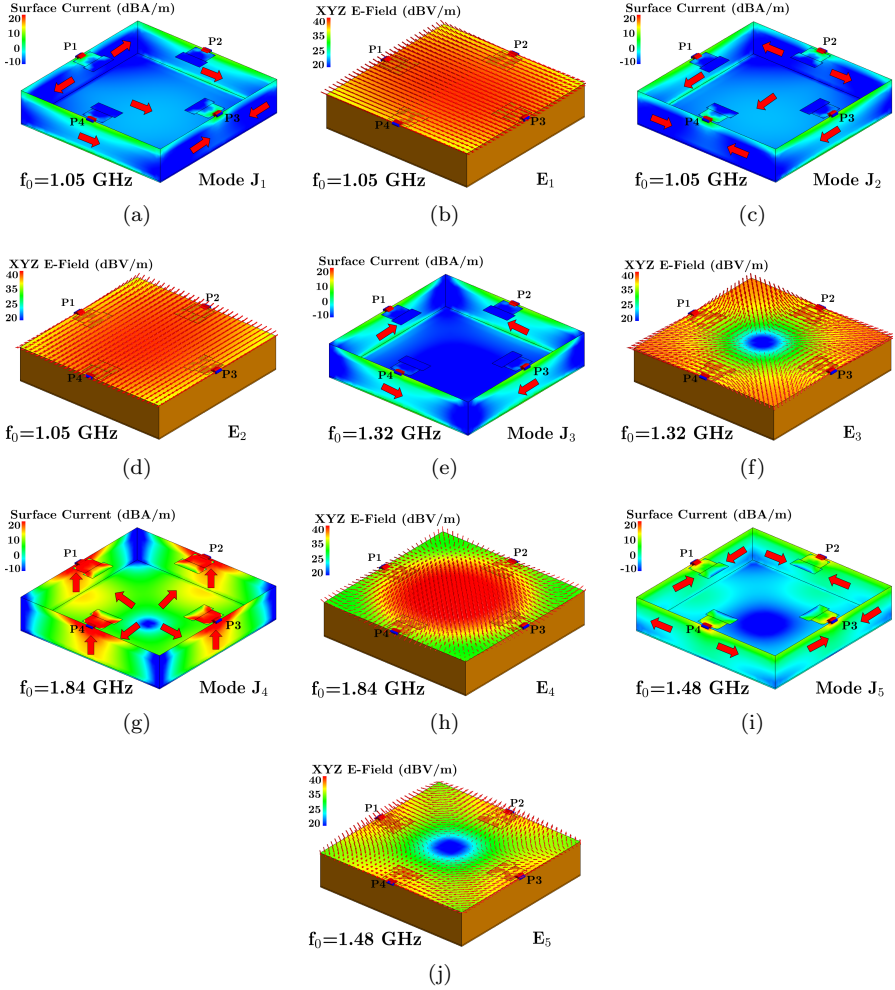 Surface Current (dBA/m)
20
10
0
-10
P1
P2
P3
P4
f0=1.05 GHz
Mode J1
(a)
XYZ E-Field (dBV/m)
40
35
25
20
P1
P2
P3
P4
f0=1.05 GHz
E1
(b)
Surface Current (dBA/m)
20
10
0
-10
P1
P2
P3
P4
f0=1.05 GHz
Mode J2
(c)
XYZ E-Field (dBV/m)
40
35
25
20
P1
P2
P3
P4
f0=1.05 GHz
E2
(d)
Surface Current (dBA/m)
20
10
0
-10
P1
P2
P3
P4
f0=1.32 GHz
Mode J3
(e)
XYZ E-Field (dBV/m)
40
35
25
20
P1
P2
P3
P4
f0=1.32 GHz
E3
(f)
Surface Current (dBA/m)
20
10
0
-10
P1
P2
P3
P4
f0=1.84 GHz
Mode J4
(g)
XYZ E-Field (dBV/m)
40
35
25
20
P1
P2
P3
P4
f0=1.84 GHz
E4
(h)
Surface Current (dBA/m)
20
10
0
-10
P1
P2
P3
P4
f0=1.48 GHz
Mode J5
(i)
XYZ E-Field (dBV/m)
40
35
25
20
P1
P2
P3
P4
f0=1.48 GHz
E5
(j)